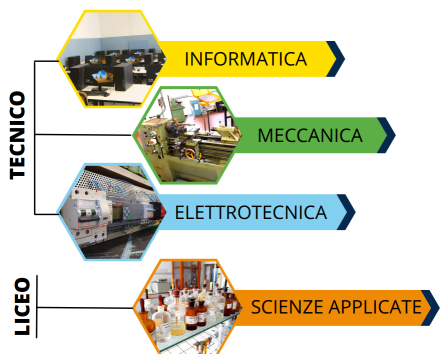 TECNICO
INFORMATICA
MECCANICA
ELETTROTECNICA
LICEO
SCIENZE APPLICATE